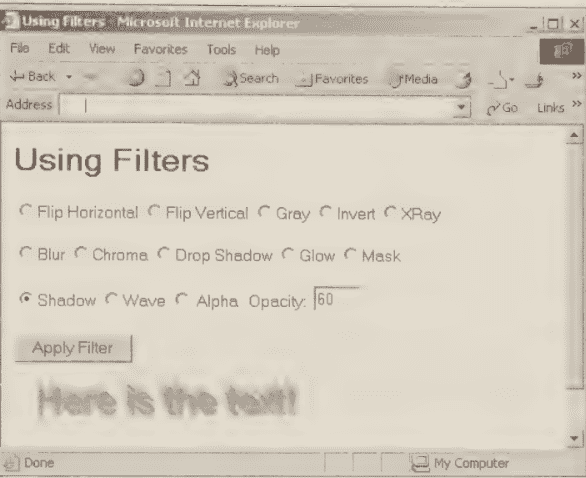 Using Filters Microsoft Internet Explorer
File Edit View Favorites Tools Help
Back Search Favorites Media »
Address Go Links »
Using Filters
Flip Horizontal Flip Vertical Gray Invert XRay
Blur Chroma Drop Shadow Glow Mask
Shadow Wave Alpha Opacity: 60
Apply Filter
Here is the text!
Done My Computer